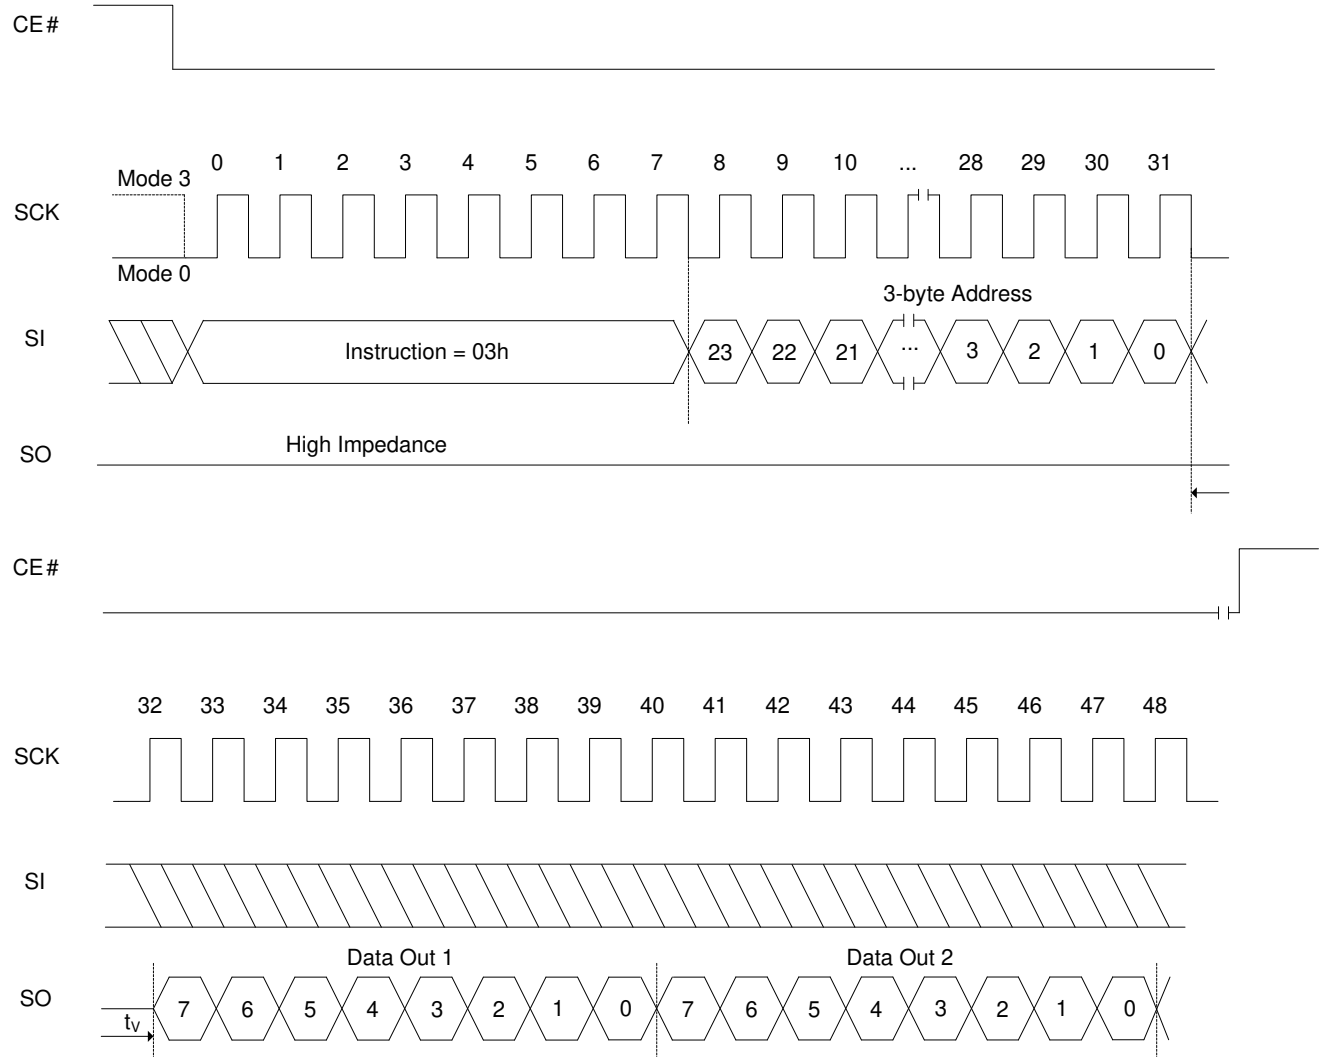 CE#
0 1 2 3 4 5 6 7 8 9 10 ... 28 29 30 31
Mode 3
SCK
Mode 0
3-byte Address
SI
Instruction = 03h 23 22 21 ... 3 2 1 0
High Impedance
SO
CE#
32 33 34 35 36 37 38 39 40 41 42 43 44 45 46 47 48
SCK
SI
Data Out 1 Data Out 2
SO 7 6 5 4 3 2 1 0 7 6 5 4 3 2 1 0
tV